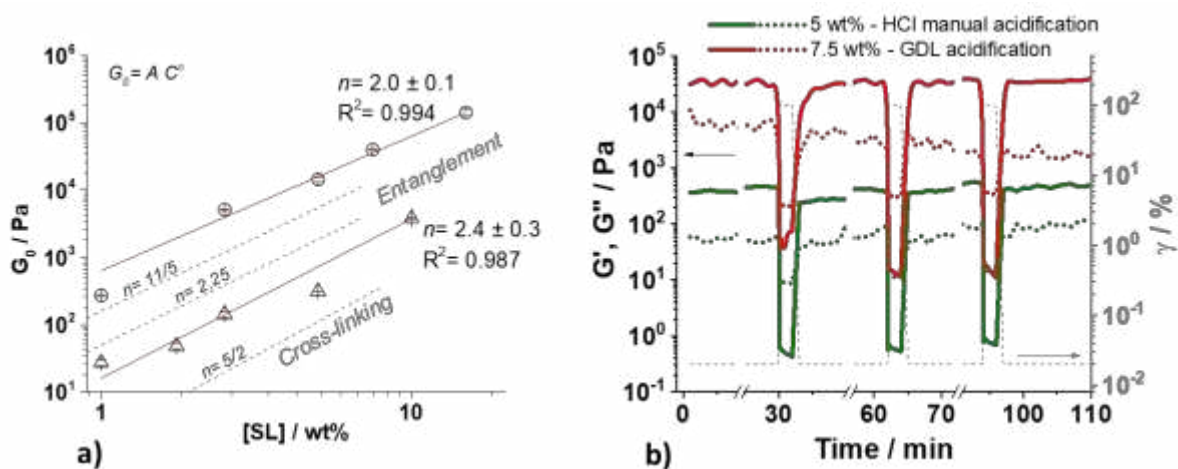 5 wt% - HCl manual acidification
7.5 wt% - GDL acidification
G₀ = A Cⁿ
n= 2.0 ± 0.1
R²= 0.994
Entanglement
n= 11/5
n= 2.25
n= 2.4 ± 0.3
R²= 0.987
n= 5/2
Cross-linking
G₀ / Pa
10⁶
10⁵
10⁴
10³
10²
10¹
1
10
[SL] / wt%
a)
G', G" / Pa
10⁵
10⁴
10³
10²
10¹
10⁰
10⁻¹
0
30
60
70
100
110
Time / min
10²
10¹
10⁰
10⁻¹
10⁻²
γ / %
b)